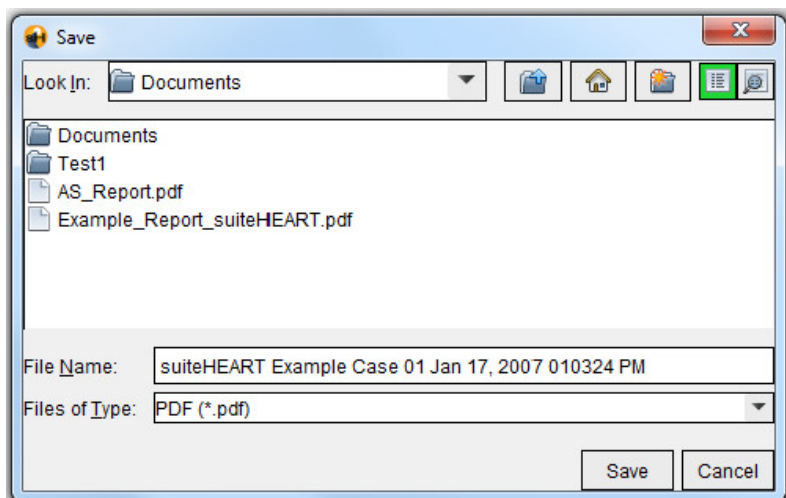 Save
Look In: Documents
Documents
Test1
AS_Report.pdf
Example_Report_suiteHEART.pdf
File Name: suiteHEART Example Case 01 Jan 17, 2007 010324 PM
Files of Type: PDF (*.pdf)
Save Cancel